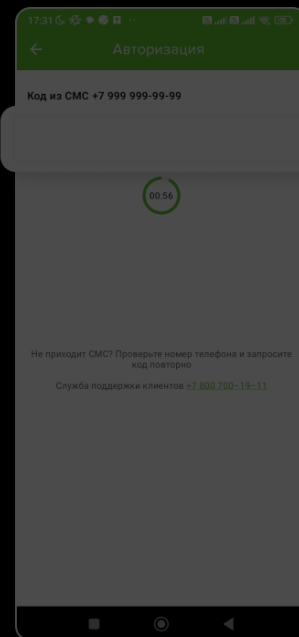 17:31
Авторизация
Код из СМС +7 999 999-99-99
00:56
Не приходит СМС? Проверьте номер телефона и запросите
код повторно
Служба поддержки клиентов +7 800 700-19-11